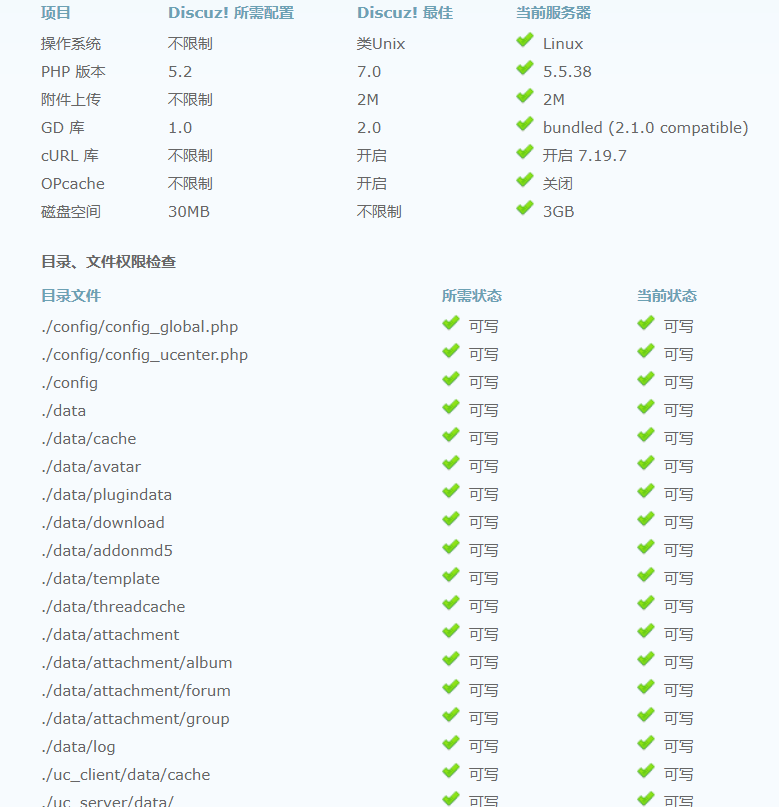 项目 Discuz! 所需配置 Discuz! 最佳 当前服务器
操作系统 不限制 类Unix Linux
PHP 版本 5.2 7.0 5.5.38
附件上传 不限制 2M 2M
GD 库 1.0 2.0 bundled (2.1.0 compatible)
cURL 库 不限制 开启 开启 7.19.7
OPcache 不限制 开启 关闭
磁盘空间 30MB 不限制 3GB
目录、文件权限检查
目录文件 所需状态 当前状态
./config/config_global.php 可写 可写
./config/config_ucenter.php 可写 可写
./config 可写 可写
./data 可写 可写
./data/cache 可写 可写
./data/avatar 可写 可写
./data/plugindata 可写 可写
./data/download 可写 可写
./data/addonmd5 可写 可写
./data/template 可写 可写
./data/threadcache 可写 可写
./data/attachment 可写 可写
./data/attachment/album 可写 可写
./data/attachment/forum 可写 可写
./data/attachment/group 可写 可写
./data/log 可写 可写
./uc_client/data/cache 可写 可写
./uc_server/data/ 可写 可写